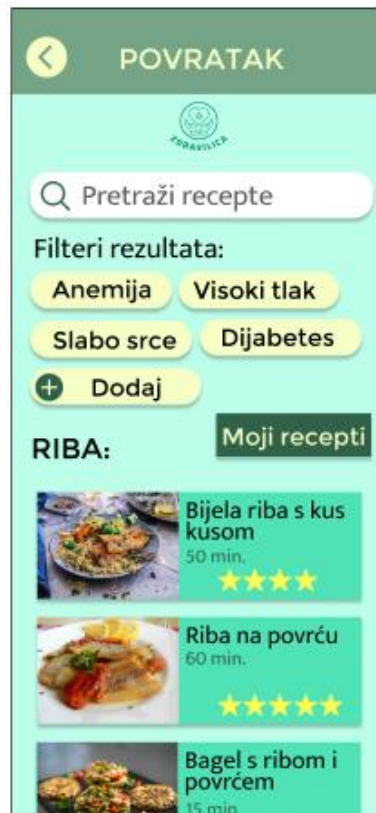 POVRATAK
ZDRAVILICA
Pretraži recepte
Filteri rezultata:
Anemija
Visoki tlak
Slabo srce
Dijabetes
Dodaj
Moji recepti
RIBA:
Bijela riba s kus
kusom
50 min.
Riba na povrću
60 min.
Bagel s ribom i
povrćem
15 min.